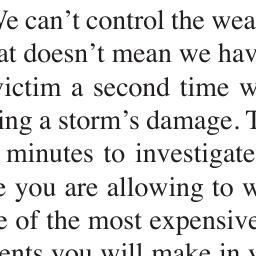 We can't control the wea
at doesn't mean we hav
victim a second time w
ing a storm's damage. T
minutes to investigate
e you are allowing to w
e of the most expensive
ents you will make in y